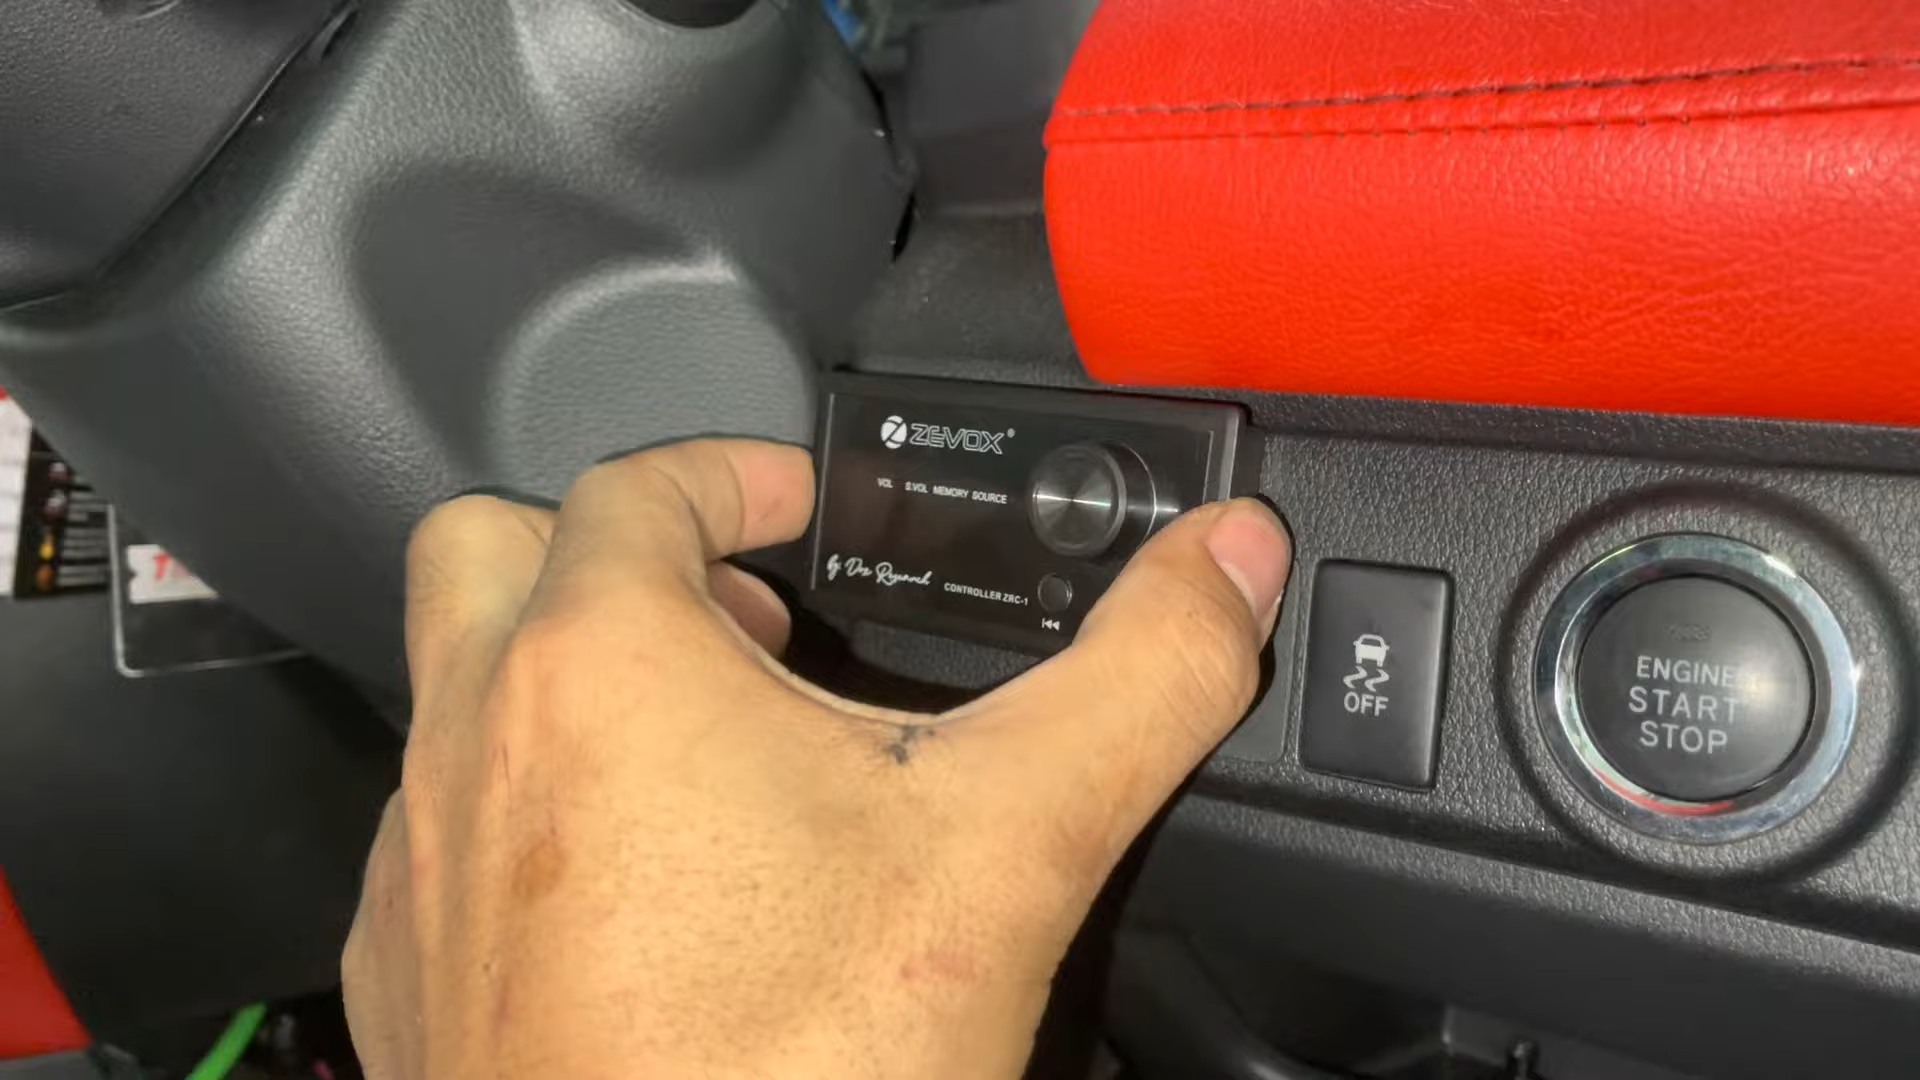 ZEVOX®
VOL S.VOL MEMORY SOURCE
CONTROLLER ZRC-1
OFF
ENGINE
START
STOP